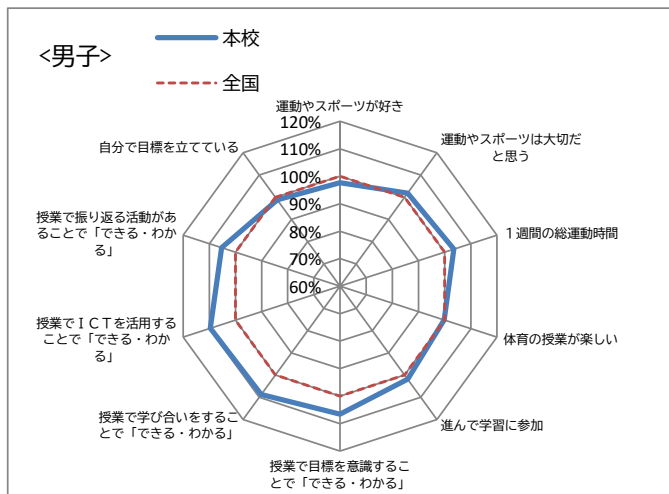 <男子>
本校
全国
運動やスポーツが好き
運動やスポーツは大切だ
と思う
１週間の総運動時間
体育の授業が楽しい
進んで学習に参加
授業で目標を意識するこ
とで「できる・わかる」
授業で学び合いをするこ
とで「できる・わかる」
授業でＩＣＴを活用する
ことで「できる・わか
る」
授業で振り返る活動があ
ることで「できる・わか
る」
自分で目標を立てている
120%
110%
100%
90%
80%
70%
60%